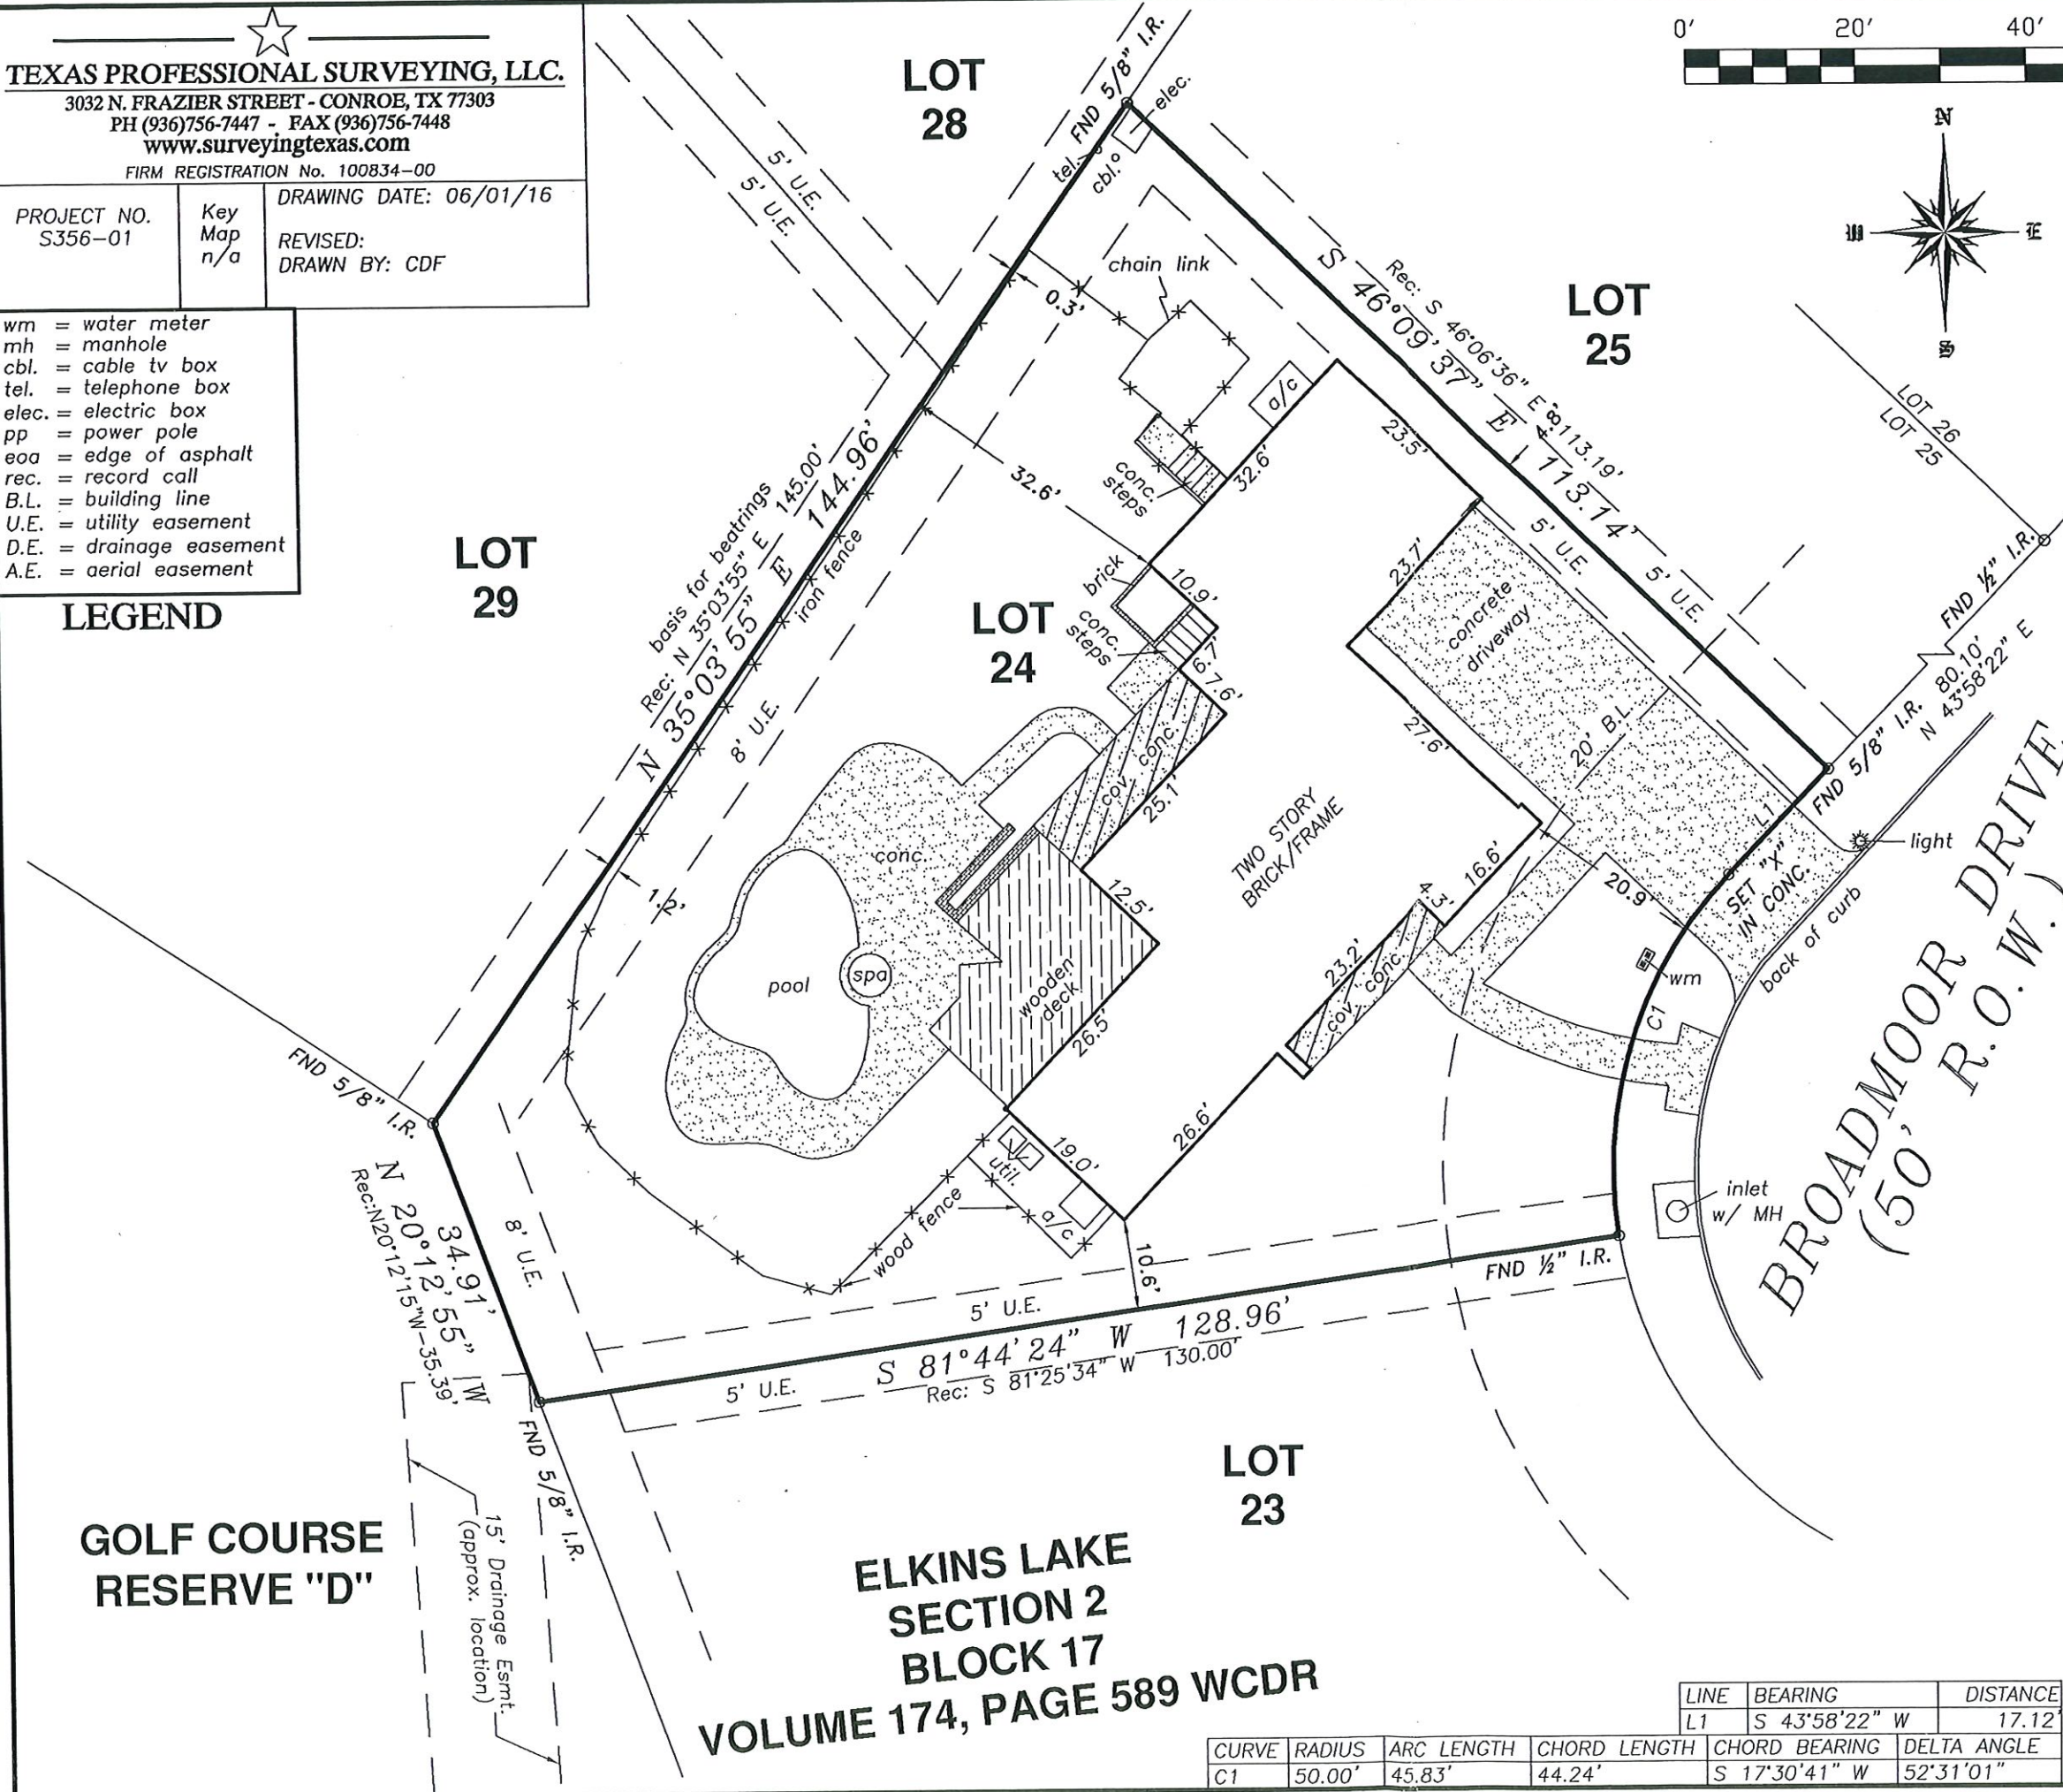 TEXAS PROFESSIONAL SURVEYING, LLC.
3032 N. FRAZIER STREET - CONROE, TX 77303
PH (936)756-7447 - FAX (936)756-7448
www.surveyingtexas.com
FIRM REGISTRATION No. 100834-00
PROJECT NO.
S356-01
Key
Map
n/a
DRAWING DATE: 06/01/16
REVISED:
DRAWN BY: CDF
wm = water meter
mh = manhole
cbl. = cable tv box
tel. = telephone box
elec. = electric box
pp = power pole
eoa = edge of asphalt
rec. = record call
B.L. = building line
U.E. = utility easement
D.E. = drainage easement
A.E. = aerial easement
LEGEND
0' 20' 40'
N
W E
S
LOT
28
FND 5/8" I.R.
elec.
tel.
cbl.
5' U.E.
5' U.E.
chain link
0.3'
S 46°09'37" E 113.14'
Rec: S 46°06'36" E 113.19'
4.8'
LOT
25
LOT 26
LOT 25
a/c
23.5'
32.6'
conc.
steps
32.6'
basis for beatrings
Rec: N 35°03'55" E 145.00'
N 35°03'55" E 144.96'
iron fence
8' U.E.
LOT
29
LOT
24
brick
10.9'
conc.
steps
6.7'
7.6'
23.7'
concrete
driveway
5' U.E.
5' U.E.
FND ½" I.R.
80.10'
N 43°58'22" E
FND 5/8" I.R.
27.6'
20' B.L.
cov. conc.
25.1'
TWO STORY
BRICK/FRAME
L1
light
SET "X"
IN CONC.
back of curb
conc.
1.2'
12.5'
16.6'
4.3'
20.9'
pool
spa
wooden
deck
26.5'
23.2'
cov. conc.
wm
C1
BROADMOOR DRIVE
(50' R.O.W.)
FND 5/8" I.R.
26.6'
19.0'
util.
a/c
wood fence
10.6'
inlet
w/ MH
FND ½" I.R.
34.91'
N 20°12'55" W
Rec:N20°12'15"W-35.39'
8' U.E.
5' U.E.
S 81°44'24" W 128.96'
Rec: S 81°25'34" W 130.00'
5' U.E.
FND 5/8" I.R.
LOT
23
GOLF COURSE
RESERVE "D"
15' Drainage Esmt.
(approx. location)
ELKINS LAKE
SECTION 2
BLOCK 17
VOLUME 174, PAGE 589 WCDR
LINE BEARING DISTANCE
L1 S 43°58'22" W 17.12'
CURVE RADIUS ARC LENGTH CHORD LENGTH CHORD BEARING DELTA ANGLE
C1 50.00' 45.83' 44.24' S 17°30'41" W 52°31'01"